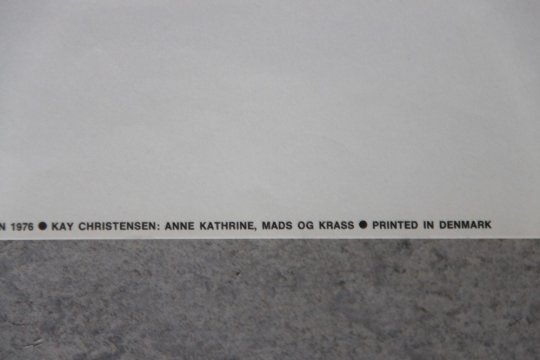 N 1976 ● KAY CHRISTENSEN: ANNE KATHRINE, MADS OG KRASS ● PRINTED IN DENMARK